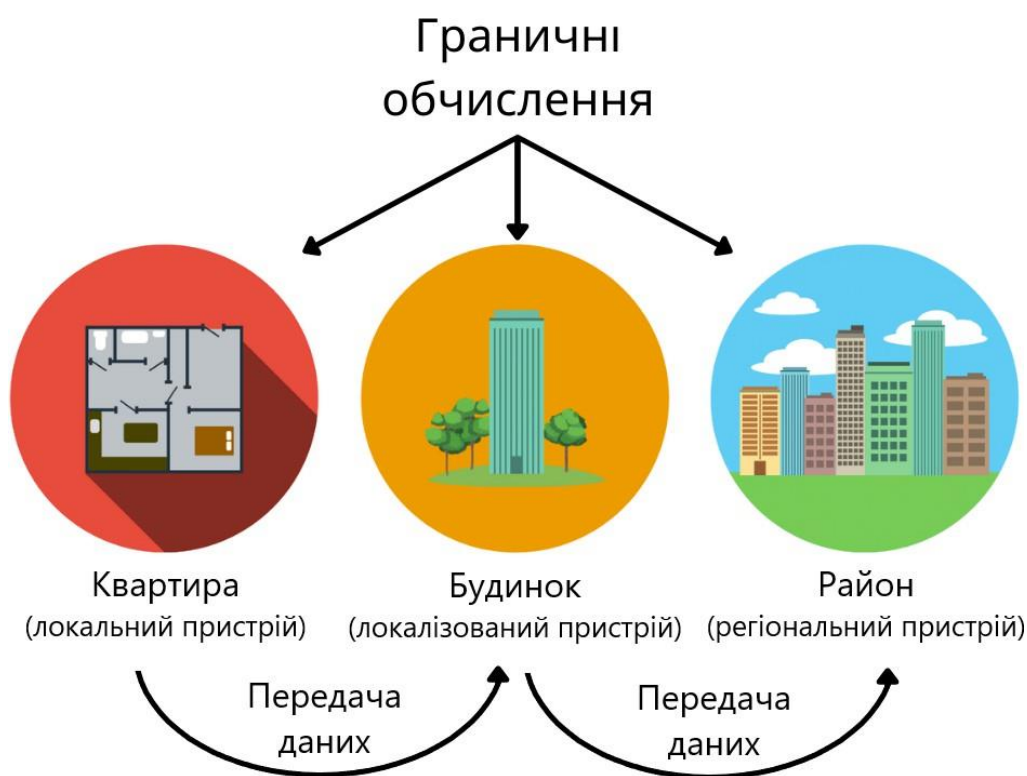 Граничні
обчислення
Квартира
(локальний пристрій)
Будинок
(локалізований пристрій)
Район
(регіональний пристрій)
Передача
даних
Передача
даних